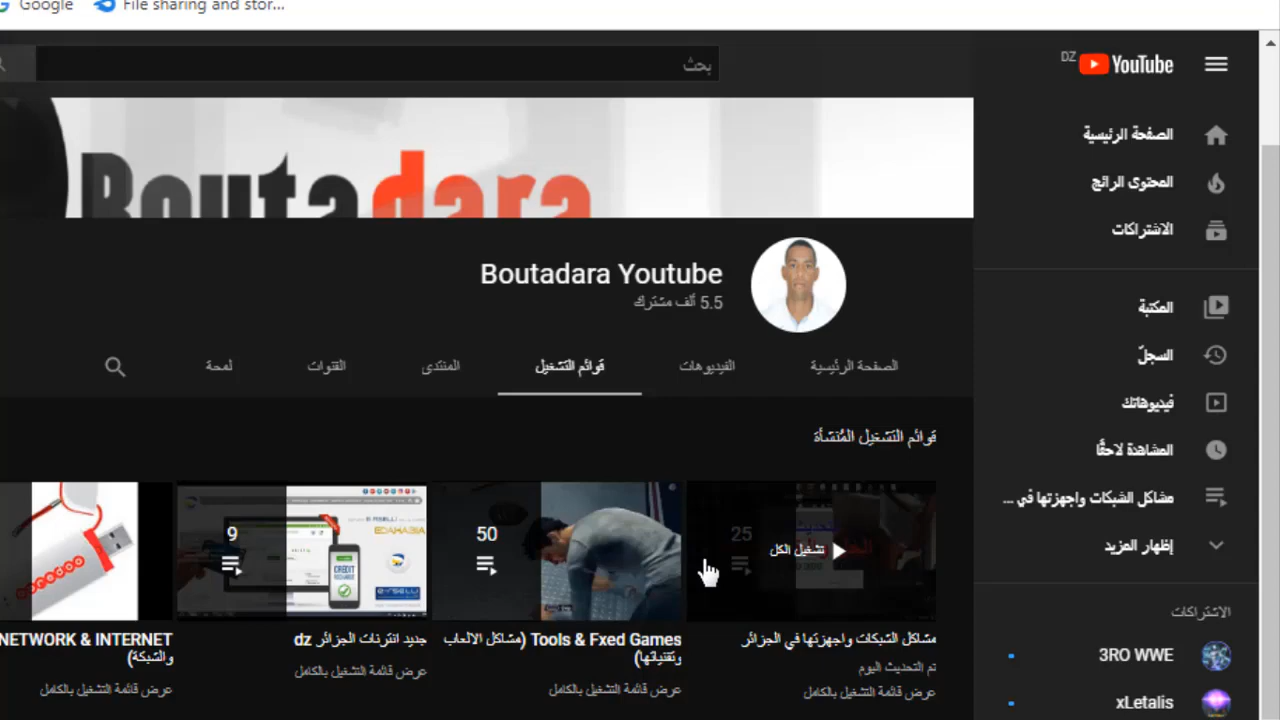 Google File sharing and stor...
YouTube DZ
بحث
الصفحة الرئيسية
المحتوى الرائج
الاشتراكات
المكتبة
السجلّ
فيديوهاتك
المشاهدة لاحقًا
مشاكل الشبكات واجهزتها في ...
إظهار المزيد
الاشتراكات
3RO WWE
xLetalis
Boutadara
Boutadara Youtube
5.5 ألف مشترك
الصفحة الرئيسية
الفيديوهات
قوائم التشغيل
المنتدى
القنوات
لمحة
قوائم التشغيل المُنشأة
25
تشغيل الكل
مشاكل الشبكات واجهزتها في الجزائر
تم التحديث اليوم
عرض قائمة التشغيل بالكامل
50
Tools & Fxed Games (مشاكل الالعاب
وتقنياتها)
عرض قائمة التشغيل بالكامل
9
EDAHABIA
CREDIT
RECHARGE
جديد انترنات الجزائر dz
عرض قائمة التشغيل بالكامل
ooredoo
NETWORK & INTERNET
والشبكة)
عرض قائمة التشغيل بالكامل